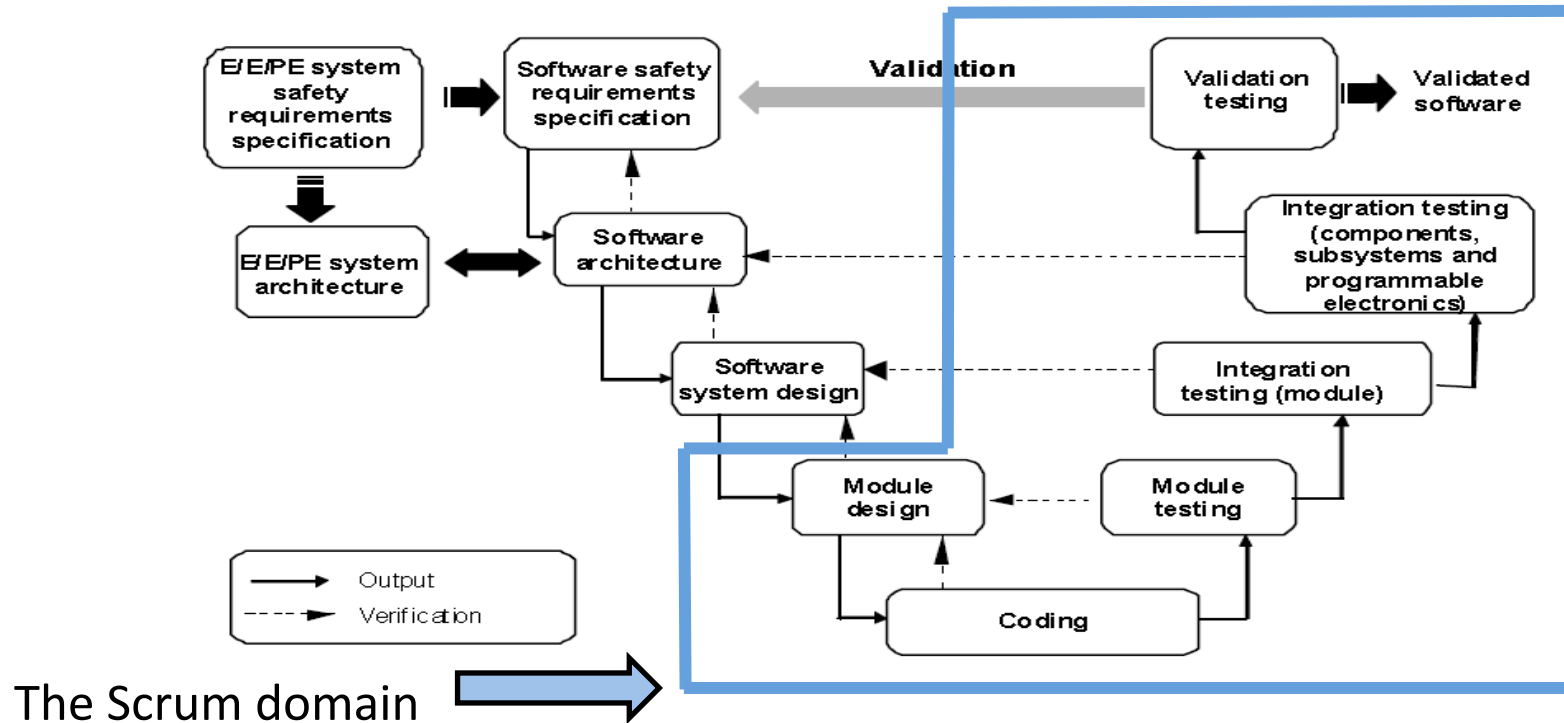 E/E/PE system
safety
requirements
specification
Software safety
requirements
specification
Validation
Validation
testing
Validated
software
E/E/PE system
architecture
Software
architecture
Integration testing
(components,
subsystems and
programmable
electronics)
Software
system design
Integration
testing (module)
Module
design
Module
testing
Coding
Output
Verification
The Scrum domain